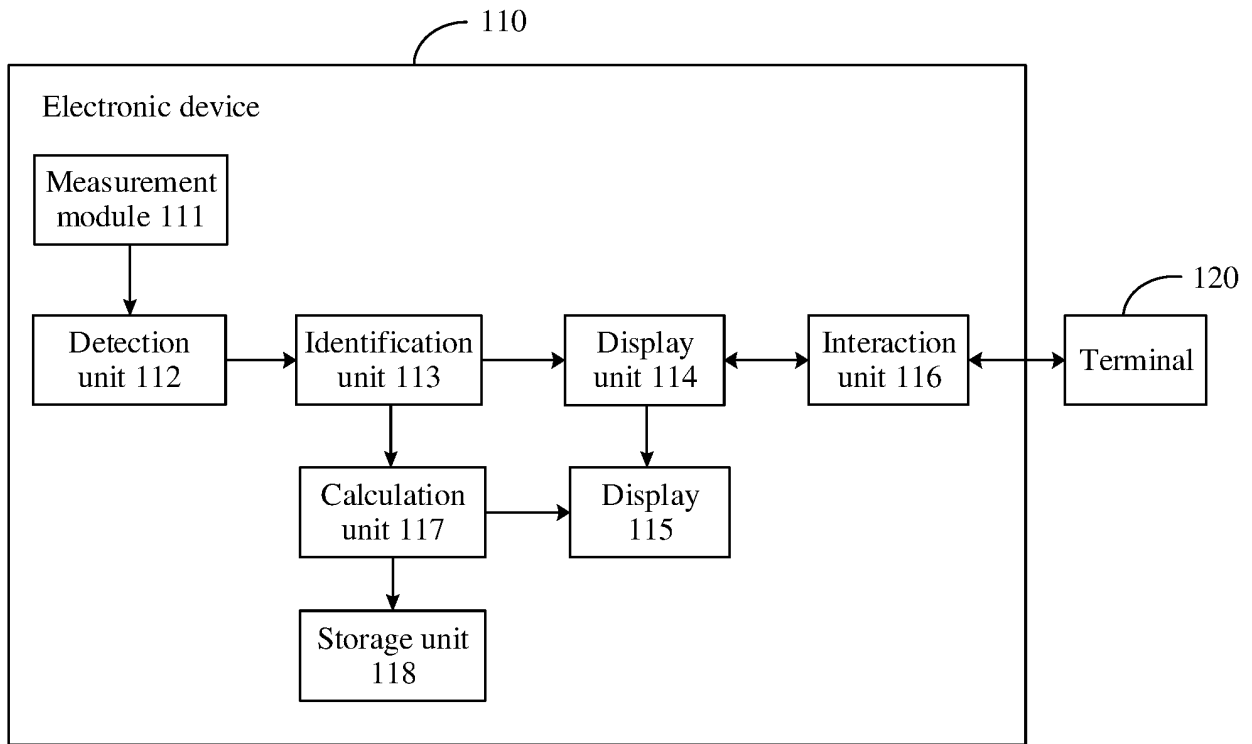 110
Electronic device
Measurement
module 111
120
Detection
unit 112
Identification
unit 113
Display
unit 114
Interaction
unit 116
Terminal
Calculation
unit 117
Display
115
Storage unit
118